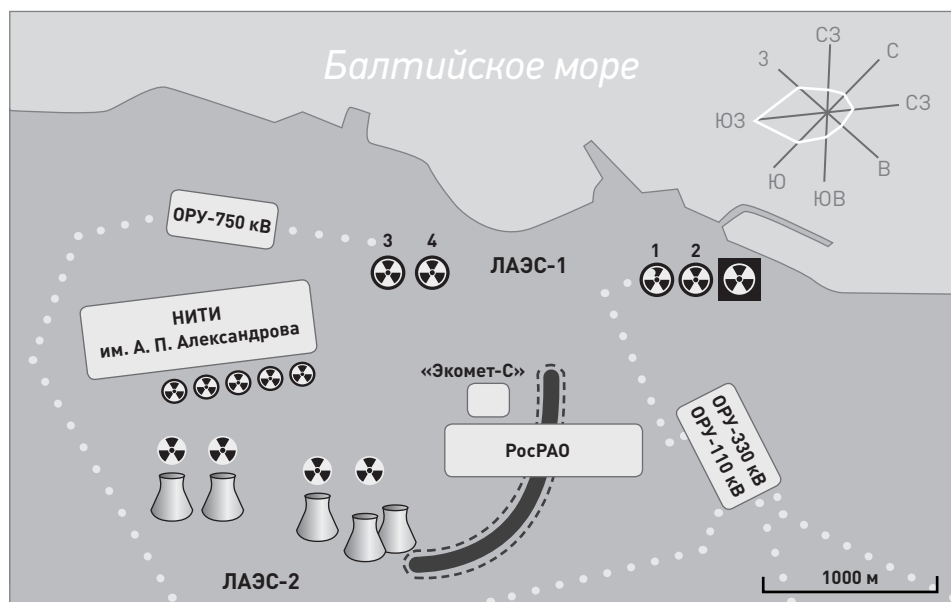 Балтийское море
СЗ
С
З
СЗ
ЮЗ
В
Ю
ЮВ
ОРУ-750 кВ
3
4
ЛАЭС-1
1
2
НИТИ
им. А. П. Александрова
«Экомет-С»
РосРАО
ОРУ-330 кВ
ОРУ-110 кВ
ЛАЭС-2
1000 м